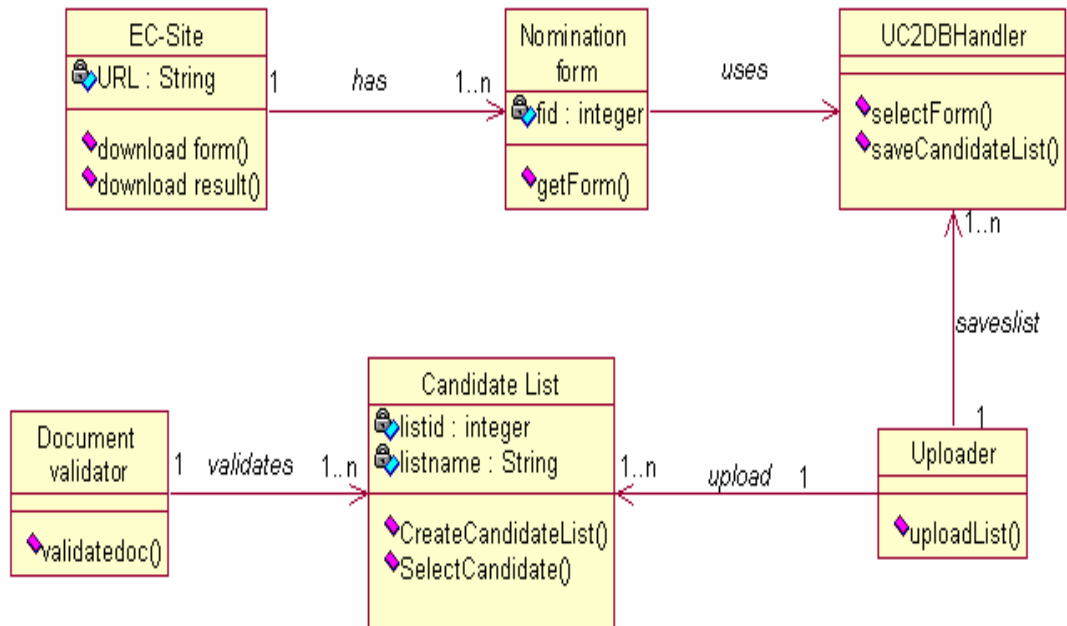 EC-Site
URL : String
download form()
download result()
1
has
1..n
Nomination
form
fid : integer
getForm()
uses
UC2DBHandler
selectForm()
saveCandidateList()
1..n
saveslist
1
Document
validator
validatedoc()
1
validates
1..n
Candidate List
listid : integer
listname : String
CreateCandidateList()
SelectCandidate()
1..n
upload
1
Uploader
uploadList()